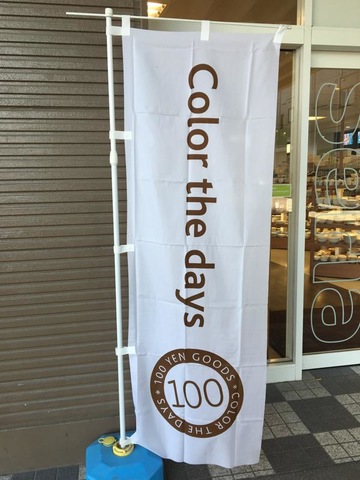 Color the days
100 YEN GOODS * COLOR THE DAYS *
100